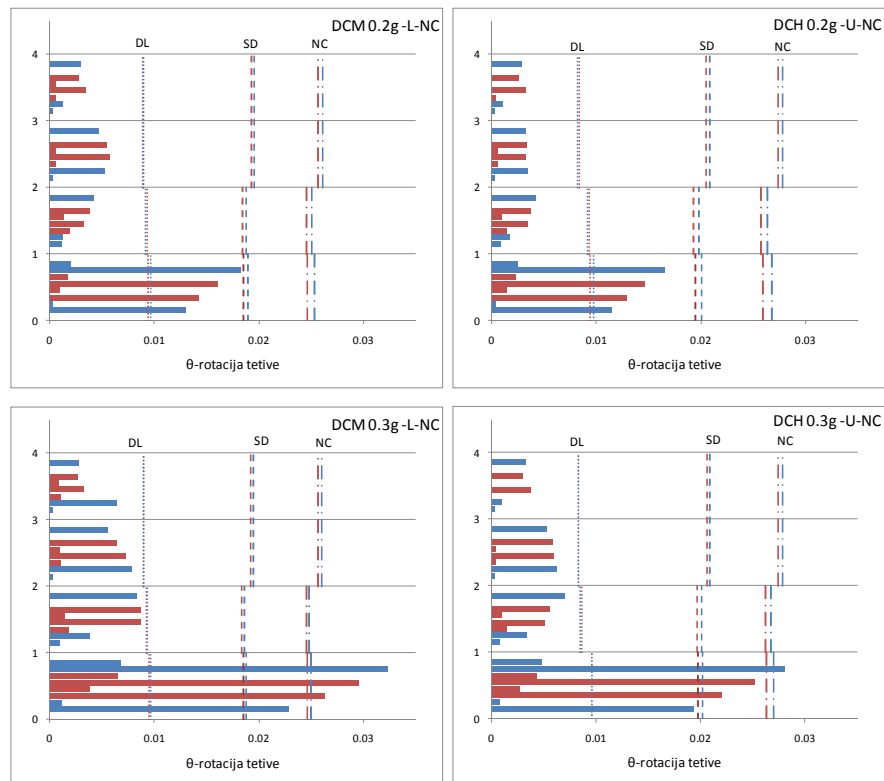 DCM 0.2g -L-NC
DL
SD
NC
4
3
2
1
0
0
0.01
0.02
0.03
θ-rotacija tetive
DCH 0.2g -U-NC
DL
SD
NC
4
3
2
1
0
0
0.01
0.02
0.03
θ-rotacija tetive
DCM 0.3g -L-NC
DL
SD
NC
4
3
2
1
0
0
0.01
0.02
0.03
θ-rotacija tetive
DCH 0.3g -U-NC
DL
SD
NC
4
3
2
1
0
0
0.01
0.02
0.03
θ-rotacija tetive